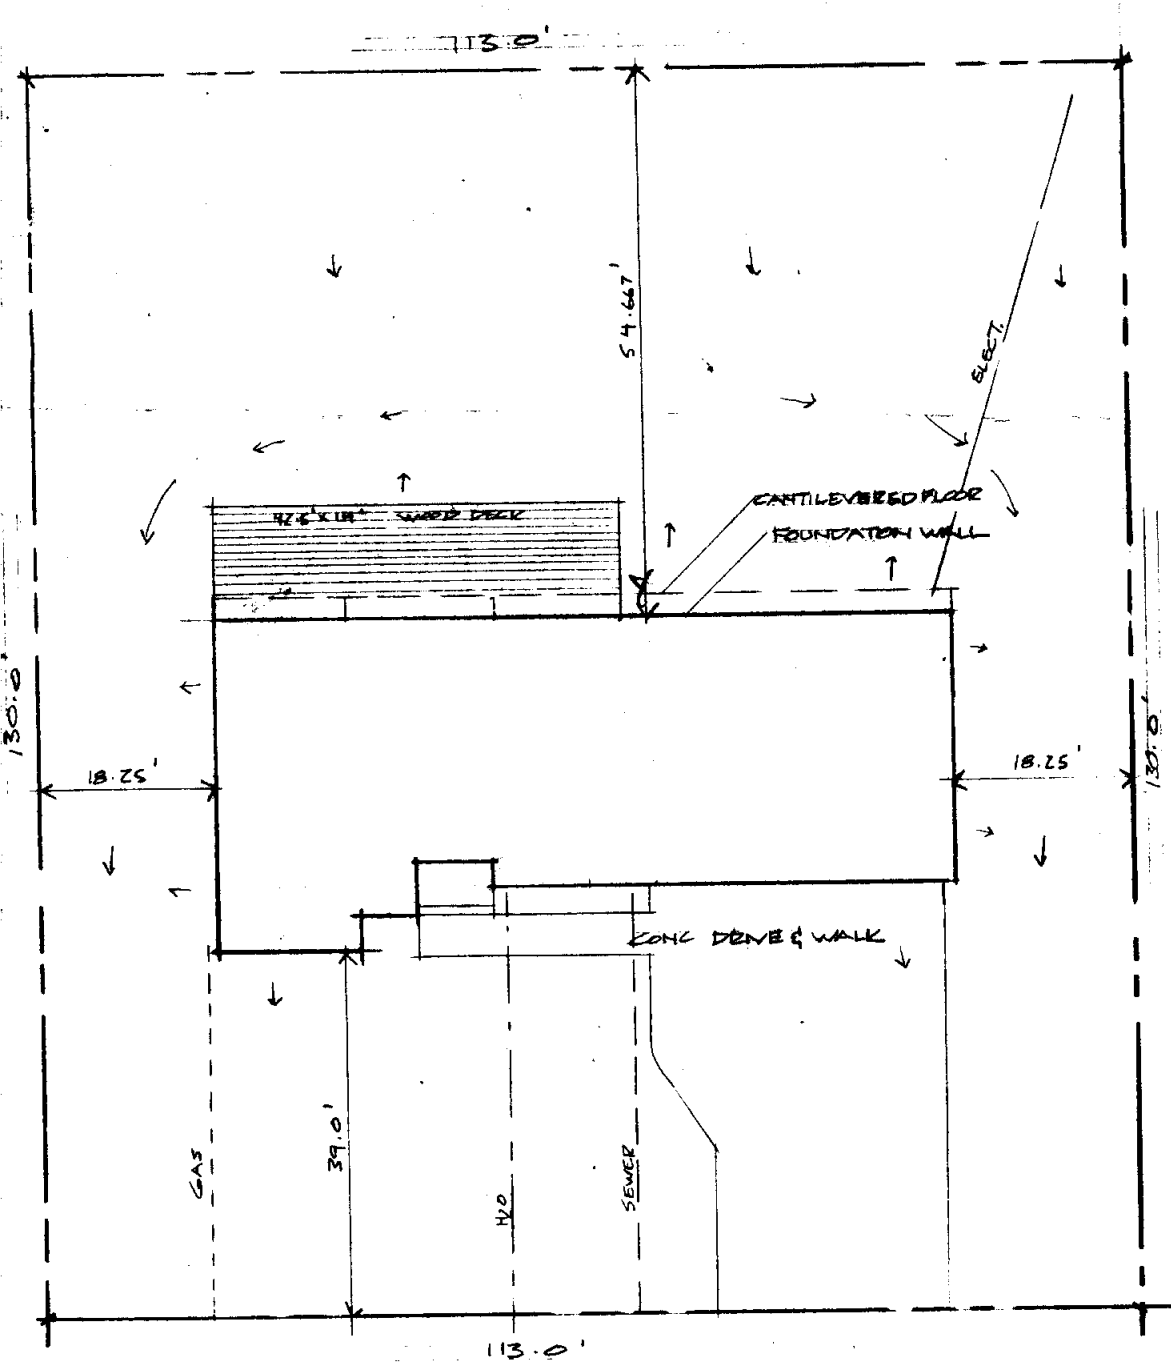 113.0'
54.667'
ELECT.
CANTILEVERED FLOOR
WOOD DECK
FOUNDATION WALL
130.0'
130.0'
18.25'
18.25'
CONC DRIVE & WALK
39.0'
GAS
H2O
SEWER
113.0'